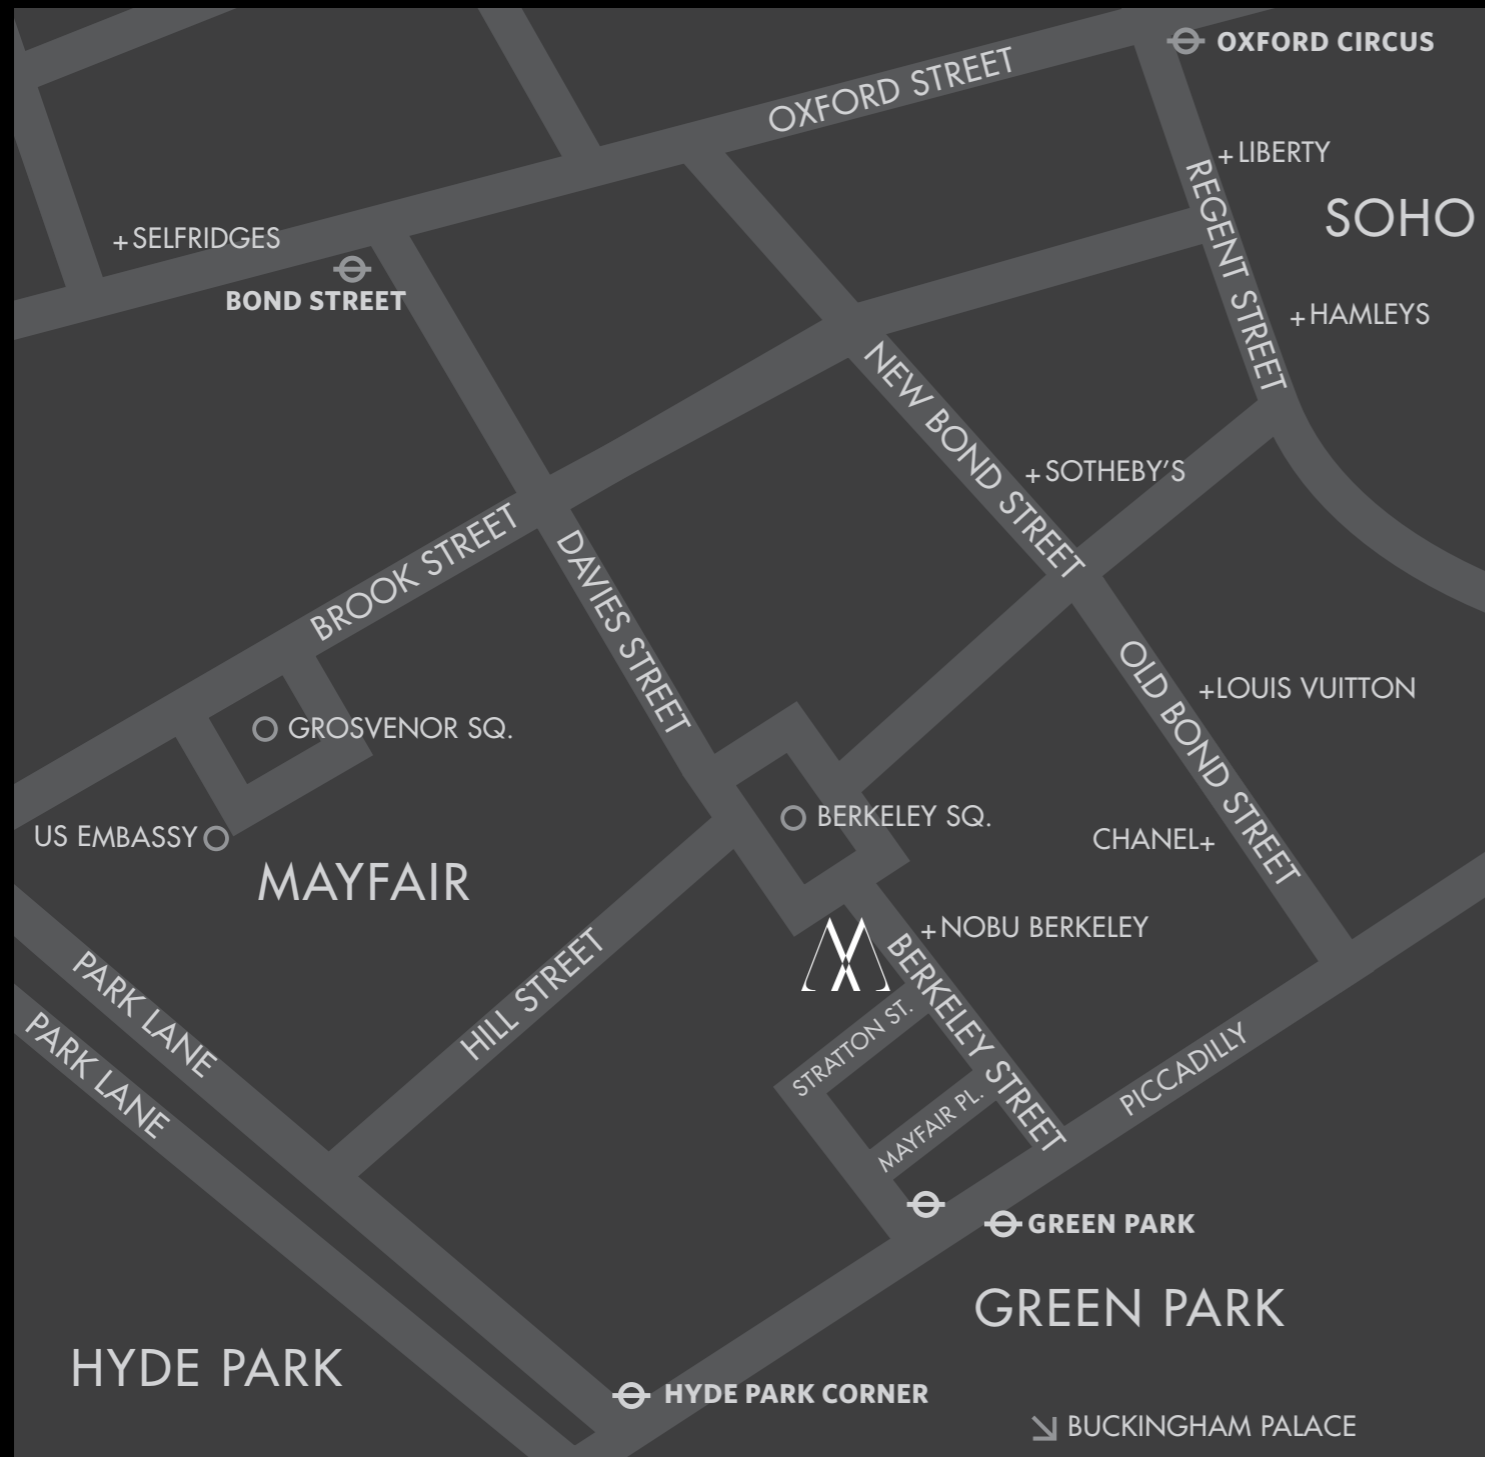 OXFORD CIRCUS
OXFORD STREET
+LIBERTY
REGENT STREET
SOHO
+SELFRIDGES
BOND STREET
+HAMLEYS
NEW BOND STREET
+SOTHEBY'S
BROOK STREET
DAVIES STREET
OLD BOND STREET
+LOUIS VUITTON
GROSVENOR SQ.
BERKELEY SQ.
US EMBASSY
CHANEL+
MAYFAIR
+NOBU BERKELEY
HILL STREET
BERKELEY STREET
PARK LANE
PARK LANE
STRATTON ST.
MAYFAIR PL.
PICCADILLY
GREEN PARK
GREEN PARK
HYDE PARK
HYDE PARK CORNER
BUCKINGHAM PALACE